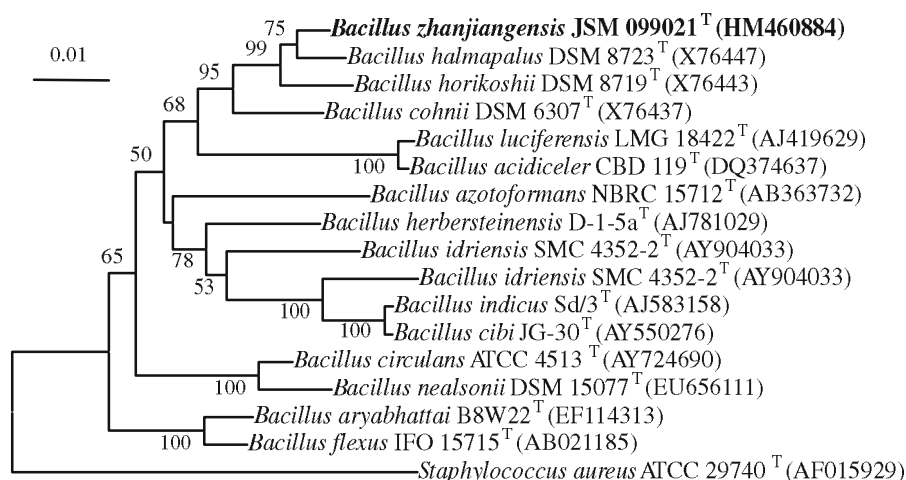 0.01
75
Bacillus zhanjiangensis JSM 099021T (HM460884)
99
Bacillus halmapalus DSM 8723T (X76447)
95
Bacillus horikoshii DSM 8719T (X76443)
68
Bacillus cohnii DSM 6307T (X76437)
Bacillus luciferensis LMG 18422T (AJ419629)
100
Bacillus acidiceler CBD 119T (DQ374637)
50
Bacillus azotoformans NBRC 15712T (AB363732)
Bacillus herbersteinensis D-1-5aT (AJ781029)
78
Bacillus idriensis SMC 4352-2T (AY904033)
53
Bacillus idriensis SMC 4352-2T (AY904033)
100
Bacillus indicus Sd/3T (AJ583158)
100
Bacillus cibi JG-30T (AY550276)
65
Bacillus circulans ATCC 4513 T (AY724690)
100
Bacillus nealsonii DSM 15077T (EU656111)
Bacillus aryabhattai B8W22T (EF114313)
100
Bacillus flexus IFO 15715T (AB021185)
Staphylococcus aureus ATCC 29740 T (AF015929)